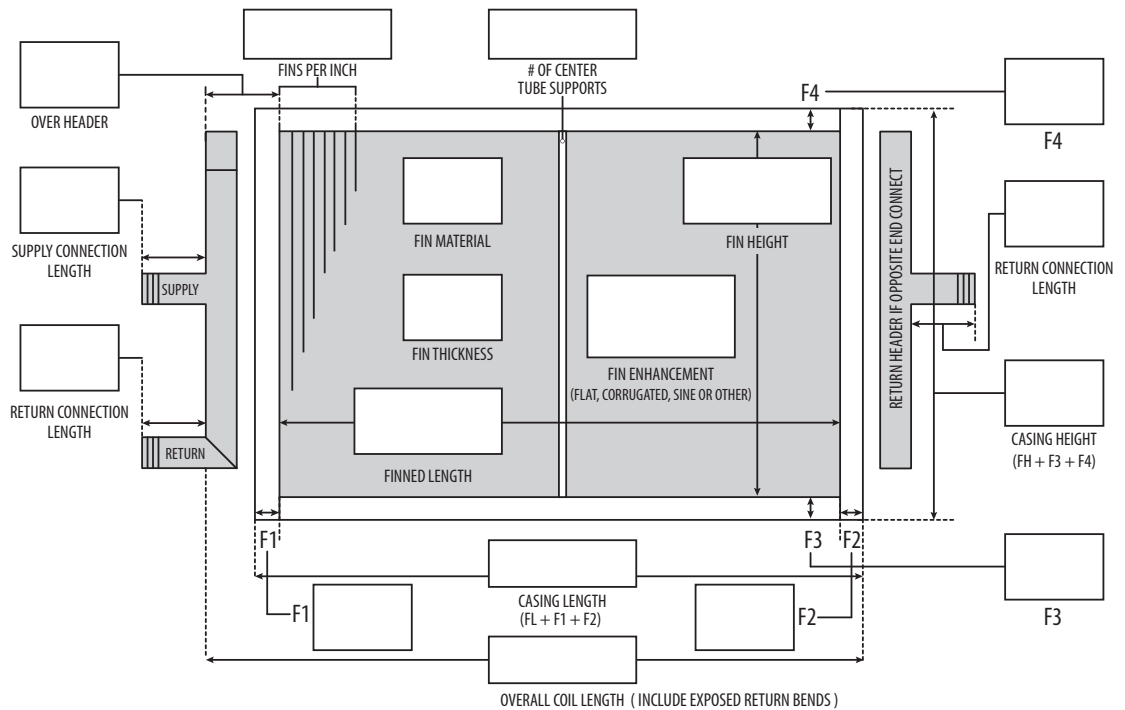 FINS PER INCH
# OF CENTER
TUBE SUPPORTS
F4
OVER HEADER
F4
FIN MATERIAL
FIN HEIGHT
SUPPLY CONNECTION
LENGTH
RETURN CONNECTION
LENGTH
SUPPLY
RETURN HEADER IF OPPOSITE END CONNECT
FIN THICKNESS
FIN ENHANCEMENT
(FLAT, CORRUGATED, SINE OR OTHER)
RETURN CONNECTION
LENGTH
RETURN
FINNED LENGTH
CASING HEIGHT
(FH + F3 + F4)
F1
F3
F2
CASING LENGTH
(FL + F1 + F2)
F1
F2
F3
OVERALL COIL LENGTH ( INCLUDE EXPOSED RETURN BENDS )